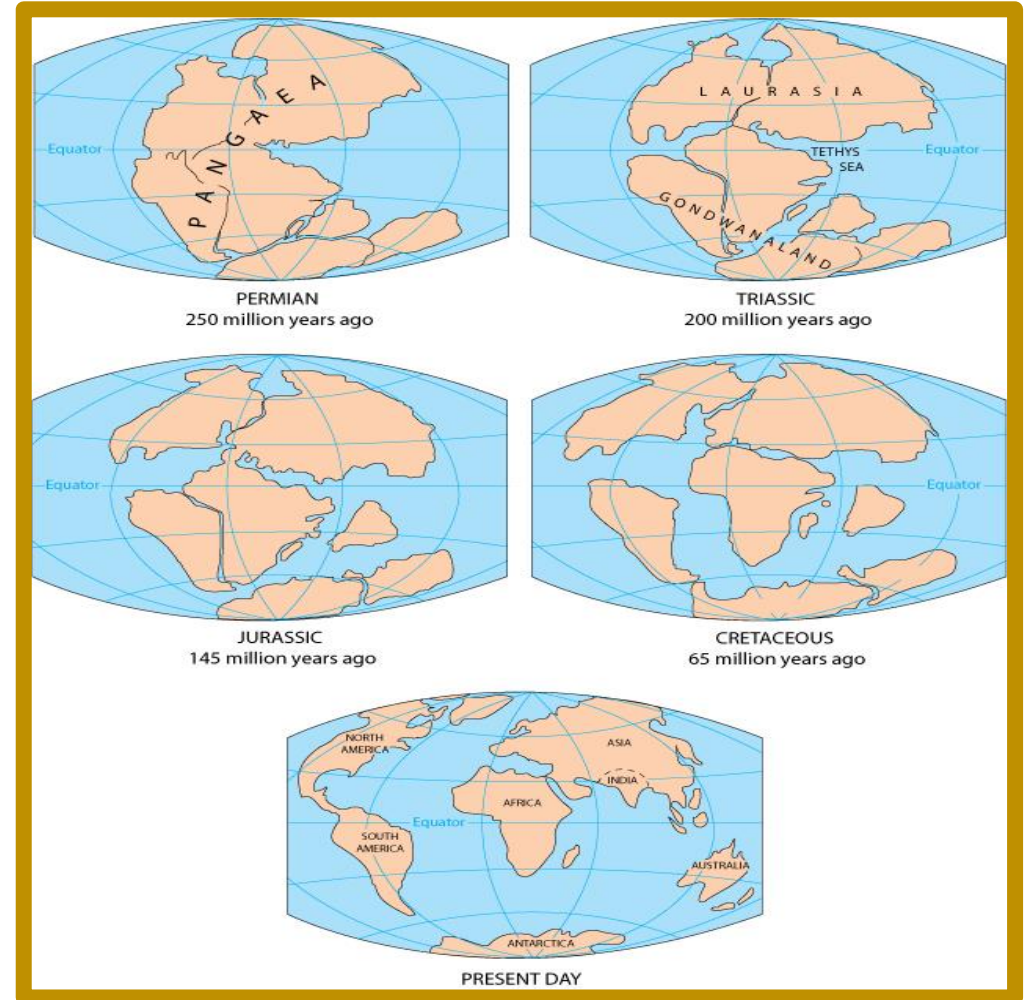 PANGAEA
Equator
PERMIAN
250 million years ago
LAURASIA
TETHYS
SEA
Equator
GONDWANALAND
TRIASSIC
200 million years ago
Equator
JURASSIC
145 million years ago
Equator
CRETACEOUS
65 million years ago
NORTH
AMERICA
ASIA
INDIA
AFRICA
Equator
SOUTH
AMERICA
AUSTRALIA
ANTARCTICA
PRESENT DAY